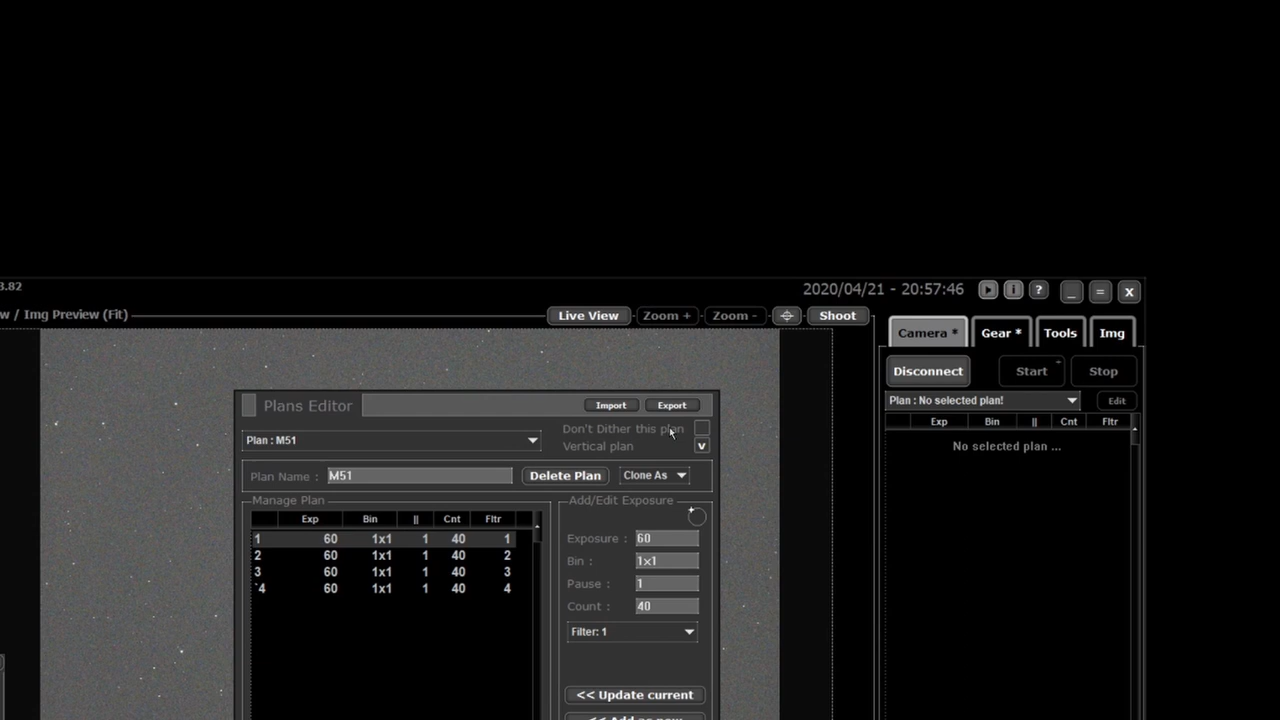 3.82
2020/04/21 - 20:57:46
i
?
_
=
x
w / Img Preview (Fit)
Live View
Zoom +
Zoom -
Shoot
Camera *
Gear *
Tools
Img
Disconnect
Start
Stop
Plan : No selected plan!
Edit
Exp Bin || Cnt Fltr
No selected plan ...
Plans Editor
Import
Export
Don't Dither this plan
Plan : M51
Vertical plan
v
Plan Name : M51
Delete Plan
Clone As
Manage Plan
Exp Bin || Cnt Fltr
1 60 1x1 1 40 1
2 60 1x1 1 40 2
3 60 1x1 1 40 3
`4 60 1x1 1 40 4
Add/Edit Exposure
Exposure : 60
Bin : 1x1
Pause : 1
Count : 40
Filter: 1
<< Update current
<< Add as new